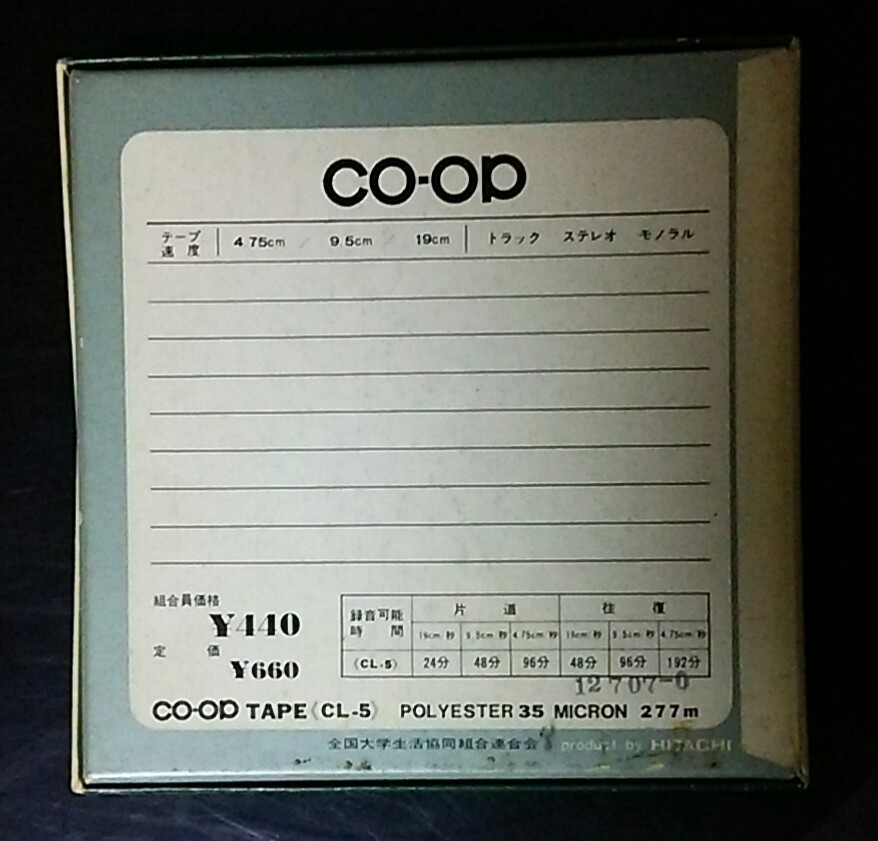 CO-OP
テープ速度 4.75cm / 9.5cm / 19cm トラック ステレオ モノラル
組合員価格
¥440
定価
¥660
録音可能時間 片道 往復
19cm/秒 9.5cm/秒 4.75cm/秒 19cm/秒 9.5cm/秒 4.75cm/秒
《CL-5》 24分 48分 96分 48分 96分 192分
12707-0
CO-OP TAPE《CL-5》 POLYESTER 35 MICRON 277m
全国大学生活協同組合連合会 product by HITACHI